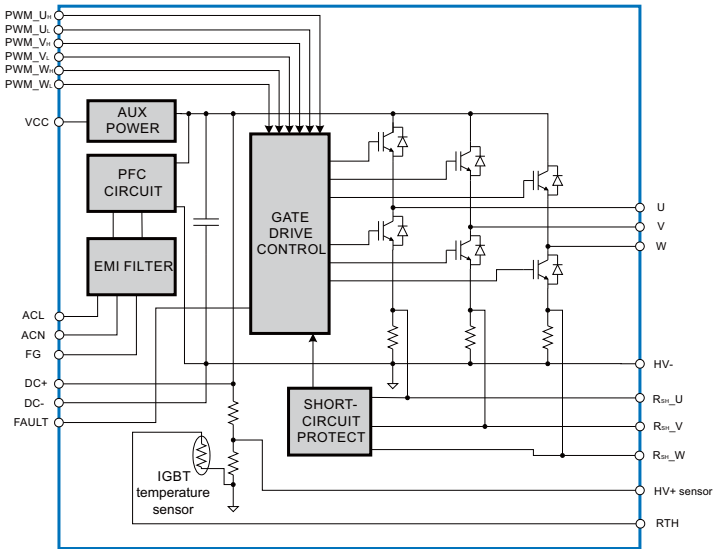 PWM_UH
PWM_UL
PWM_VH
PWM_VL
PWM_WH
PWM_WL
VCC
AUX
POWER
PFC
CIRCUIT
EMI FILTER
GATE
DRIVE
CONTROL
U
V
W
ACL
ACN
FG
DC+
DC-
FAULT
SHORT-
CIRCUIT
PROTECT
IGBT
temperature
sensor
HV-
RSH_U
RSH_V
RSH_W
HV+ sensor
RTH